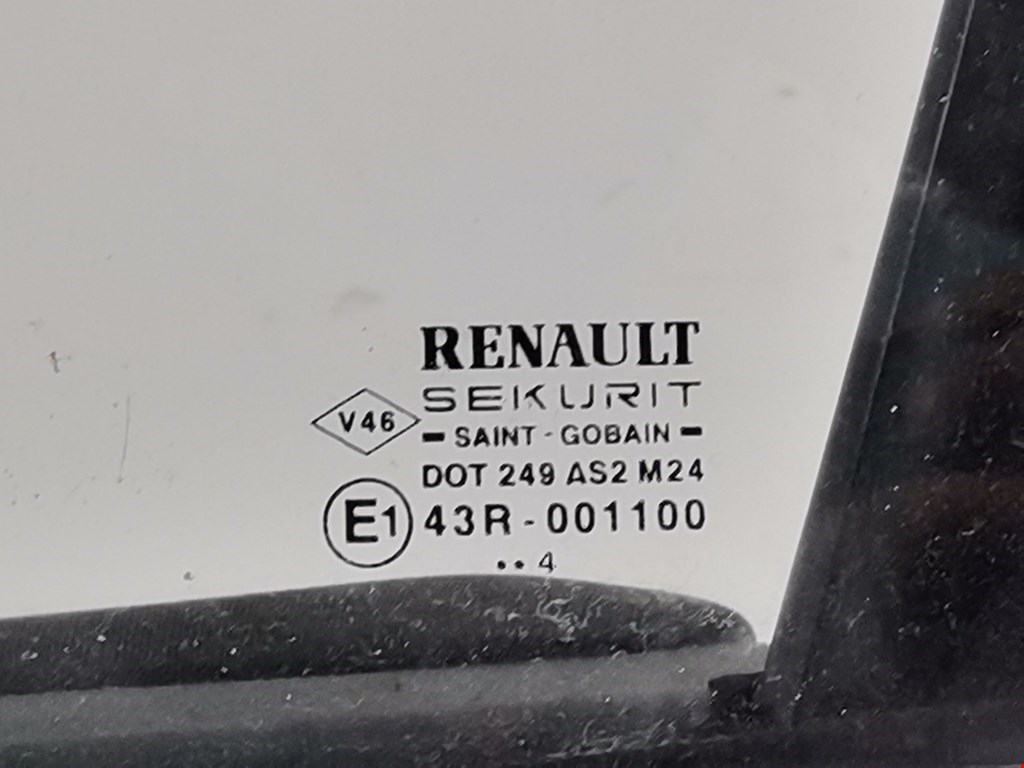 RENAULT
SEKURIT
V46
SAINT - GOBAIN
DOT 249 AS2 M24
E1 43R - 001100
•• 4